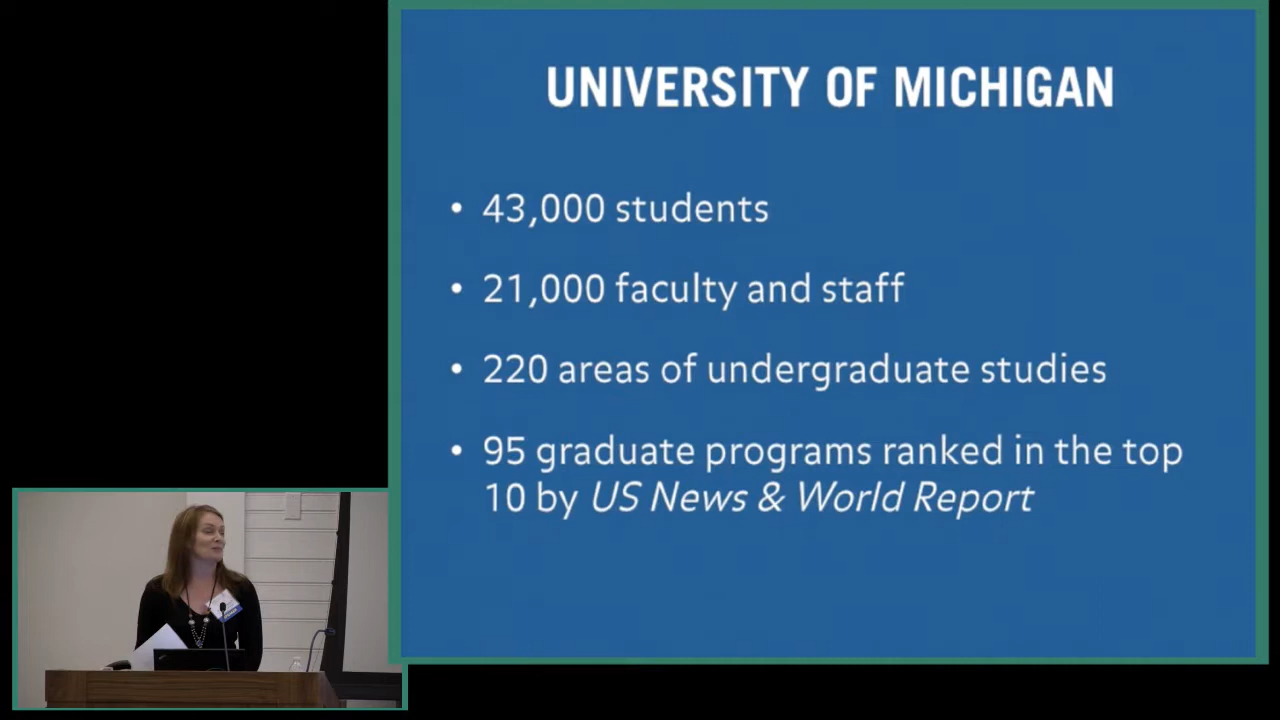 UNIVERSITY OF MICHIGAN
• 43,000 students
• 21,000 faculty and staff
• 220 areas of undergraduate studies
• 95 graduate programs ranked in the top
10 by US News & World Report